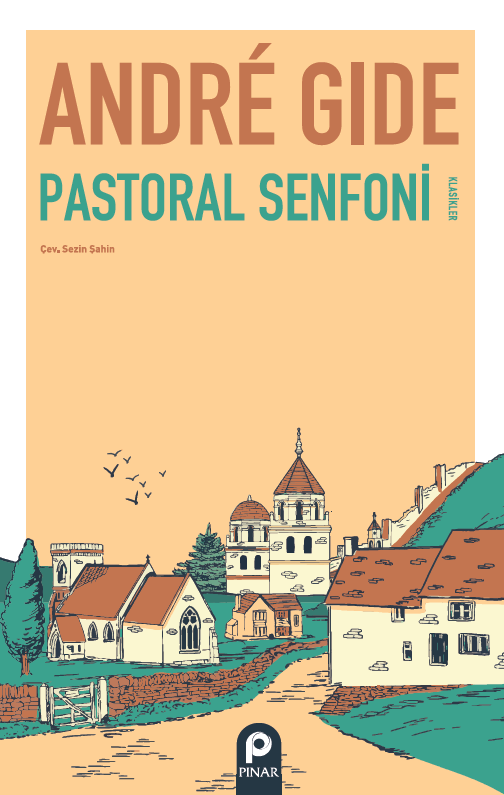 ANDRÉ GIDE
PASTORAL SENFONİ
KLASİKLER
Çev. Sezin Şahin
P
PINAR